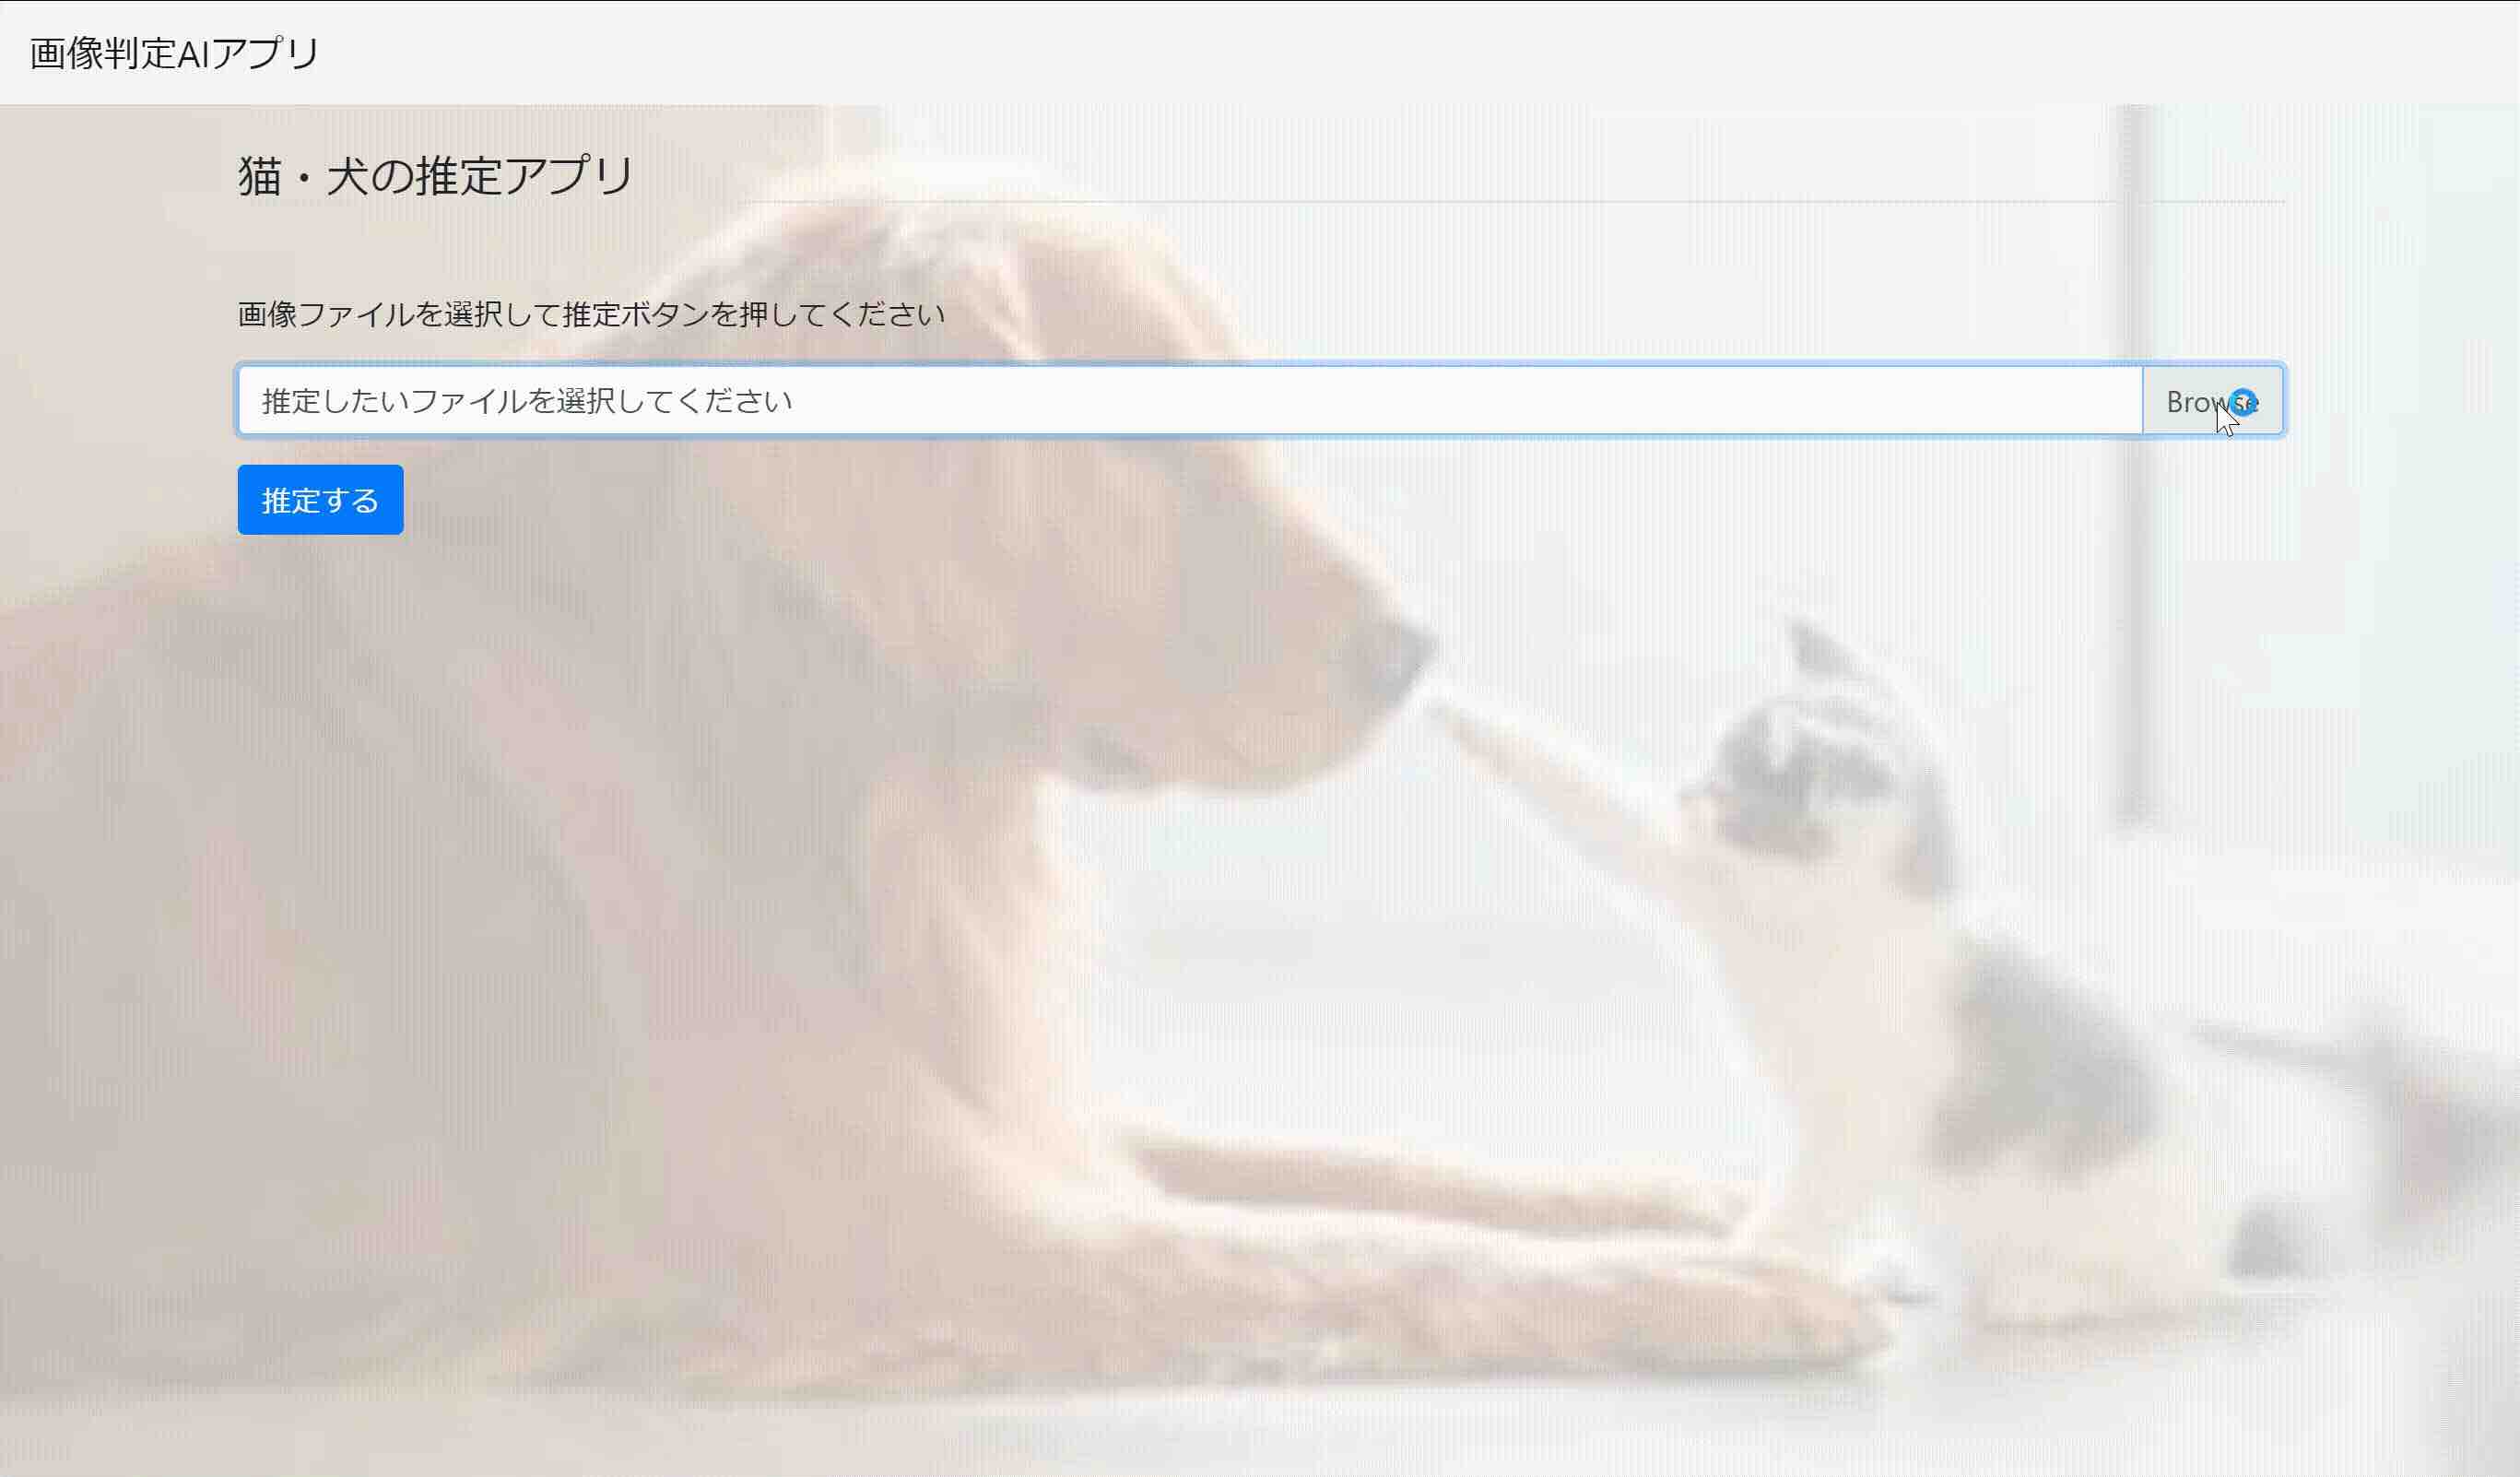 画像判定AIアプリ
猫・犬の推定アプリ
画像ファイルを選択して推定ボタンを押してください
推定したいファイルを選択してください
Browse
推定する